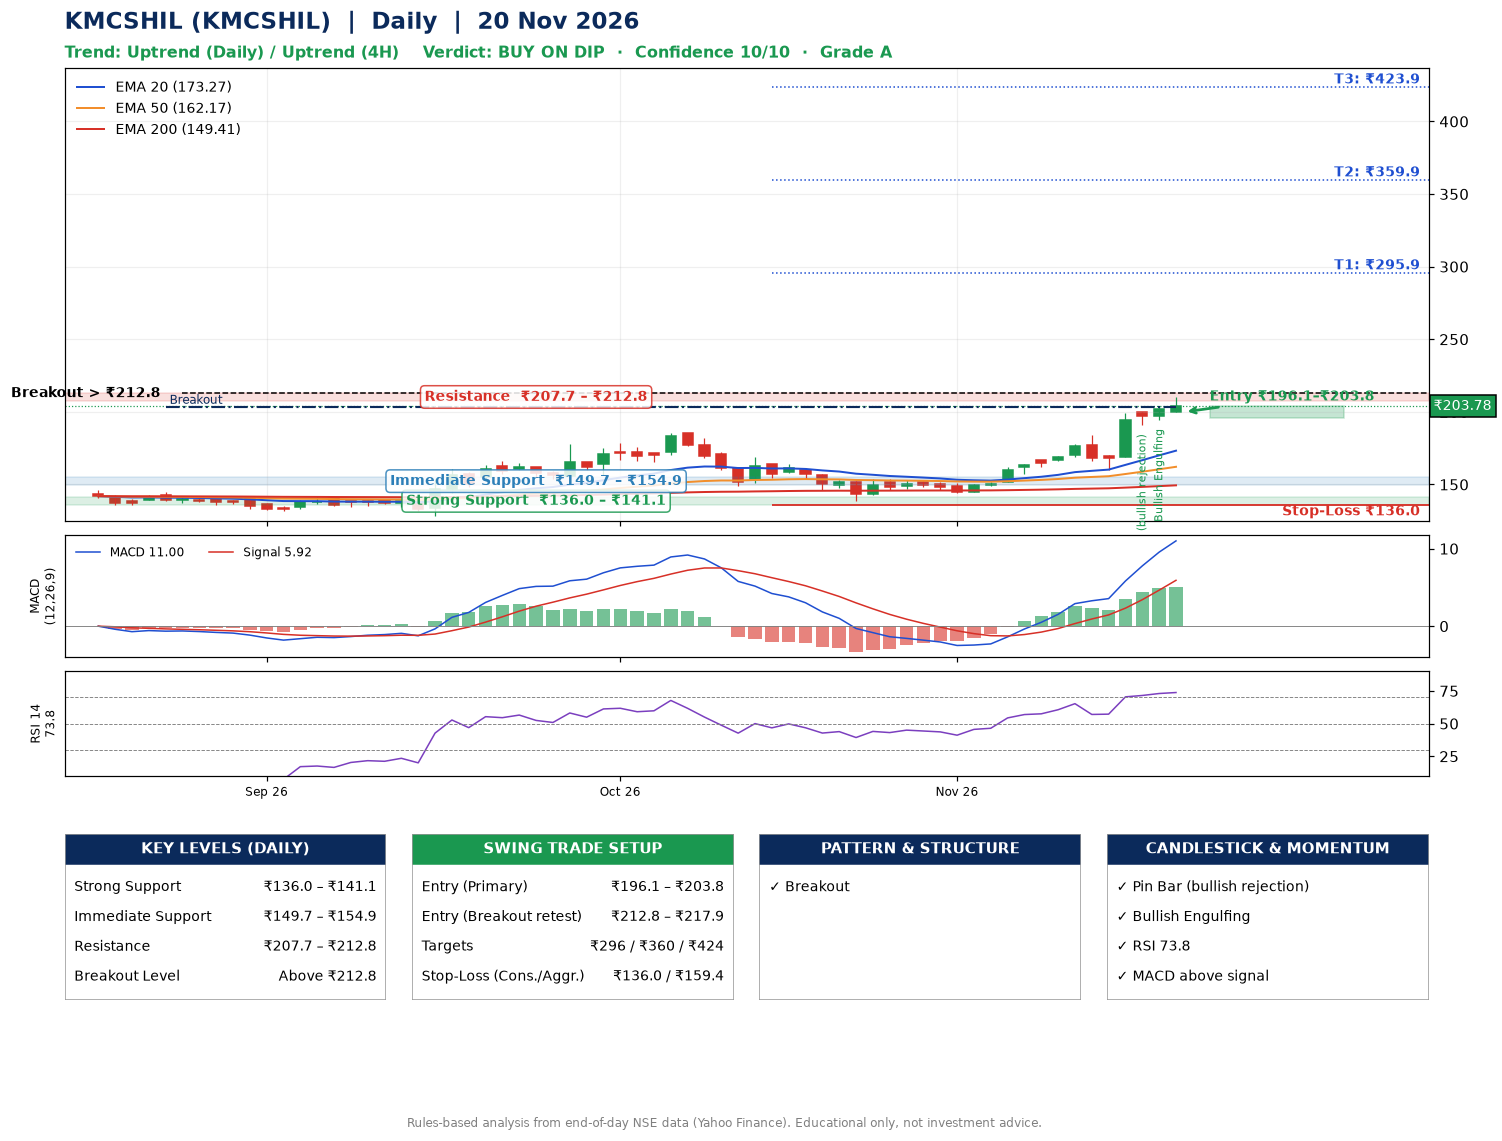 KMCSHIL (KMCSHIL)  |  Daily  |  20 Nov 2026
Trend: Uptrend (Daily) / Uptrend (4H)    Verdict: BUY ON DIP  ·  Confidence 10/10  ·  Grade A
EMA 20 (173.27)
EMA 50 (162.17)
EMA 200 (149.41)
T3: ₹423.9
400
T2: ₹359.9
350
T1: ₹295.9
300
250
Breakout > ₹212.8
Breakout
Resistance  ₹207.7 – ₹212.8
Entry ₹196.1–₹203.8
₹203.78
Immediate Support  ₹149.7 – ₹154.9
150
Strong Support  ₹136.0 – ₹141.1
(bullish rejection)
Bullish Engulfing
Stop-Loss ₹136.0
MACD 11.00
Signal 5.92
MACD
(12,26,9)
10
0
RSI 14
73.8
75
50
25
Sep 26
Oct 26
Nov 26
KEY LEVELS (DAILY)
Strong Support ₹136.0 – ₹141.1
Immediate Support ₹149.7 – ₹154.9
Resistance ₹207.7 – ₹212.8
Breakout Level Above ₹212.8
SWING TRADE SETUP
Entry (Primary) ₹196.1 – ₹203.8
Entry (Breakout retest) ₹212.8 – ₹217.9
Targets ₹296 / ₹360 / ₹424
Stop-Loss (Cons./Aggr.) ₹136.0 / ₹159.4
PATTERN & STRUCTURE
✓ Breakout
CANDLESTICK & MOMENTUM
✓ Pin Bar (bullish rejection)
✓ Bullish Engulfing
✓ RSI 73.8
✓ MACD above signal
Rules-based analysis from end-of-day NSE data (Yahoo Finance). Educational only, not investment advice.